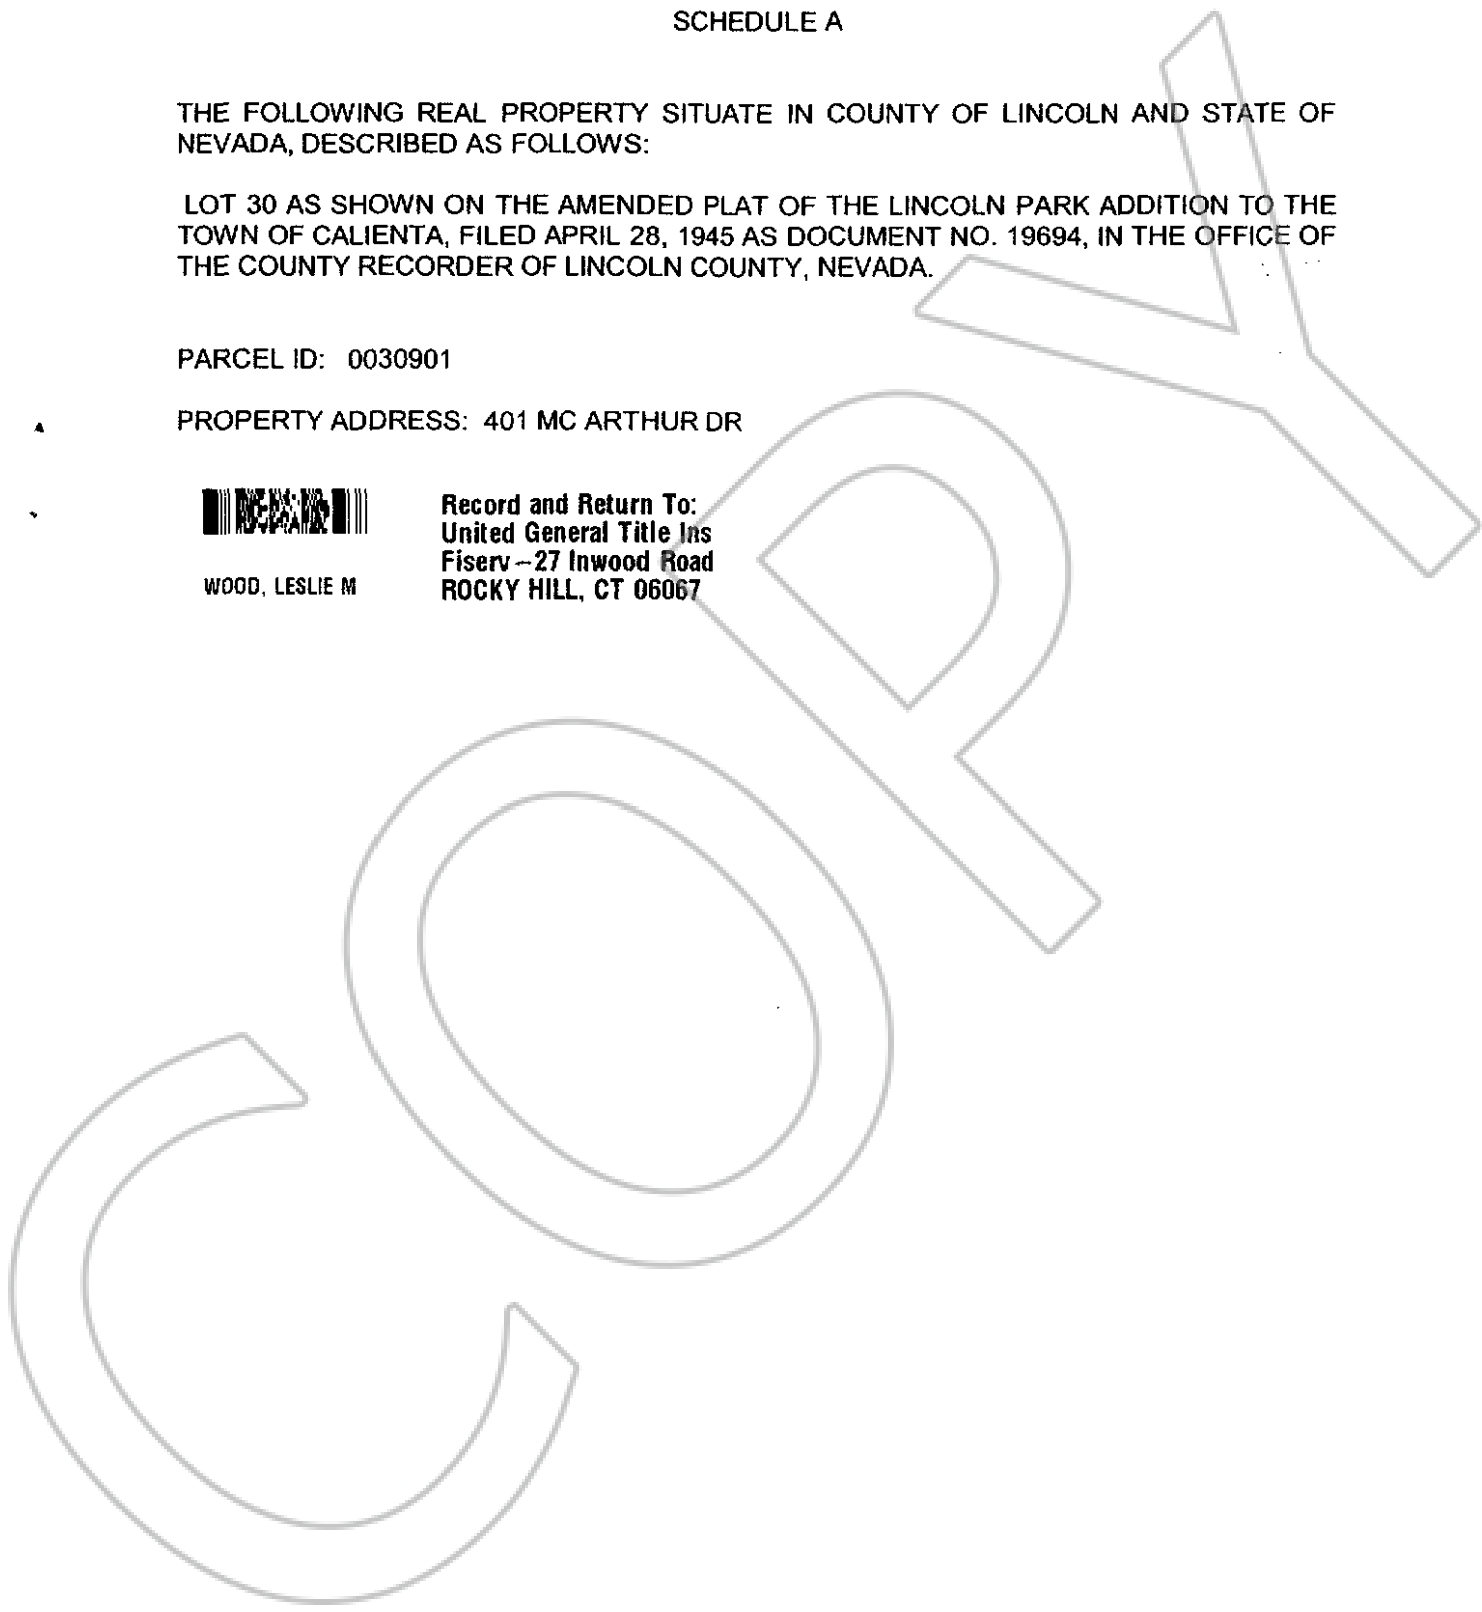 SCHEDULE A
THE FOLLOWING REAL PROPERTY SITUATE IN COUNTY OF LINCOLN AND STATE OF
NEVADA, DESCRIBED AS FOLLOWS:
LOT 30 AS SHOWN ON THE AMENDED PLAT OF THE LINCOLN PARK ADDITION TO THE
TOWN OF CALIENTA, FILED APRIL 28, 1945 AS DOCUMENT NO. 19694, IN THE OFFICE OF
THE COUNTY RECORDER OF LINCOLN COUNTY, NEVADA.
PARCEL ID: 0030901
PROPERTY ADDRESS: 401 MC ARTHUR DR
WOOD, LESLIE M
Record and Return To:
United General Title Ins
Fiserv–27 Inwood Road
ROCKY HILL, CT 06067
COPY